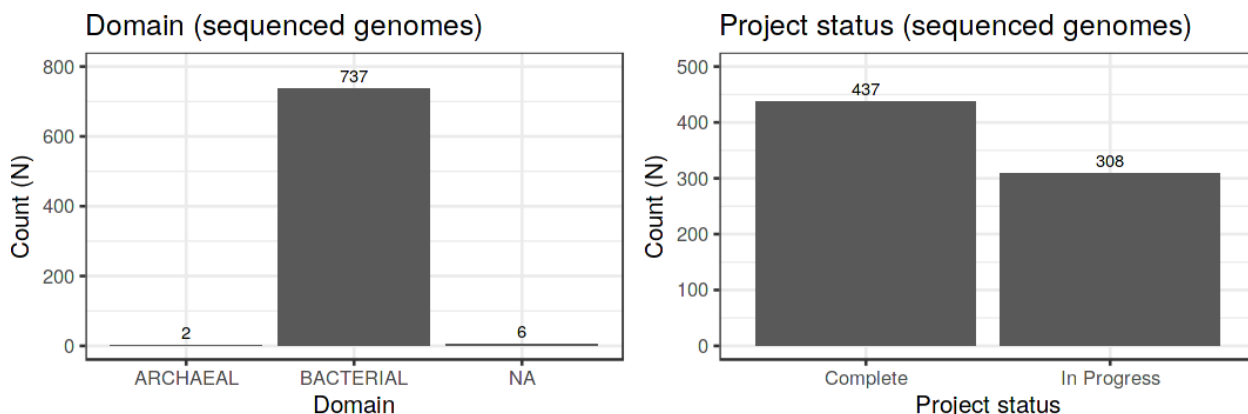 Domain (sequenced genomes)
Count (N)
800
600
400
200
0
2
737
6
ARCHAEAL
BACTERIAL
NA
Domain
Project status (sequenced genomes)
Count (N)
500
400
300
200
100
0
437
308
Complete
In Progress
Project status